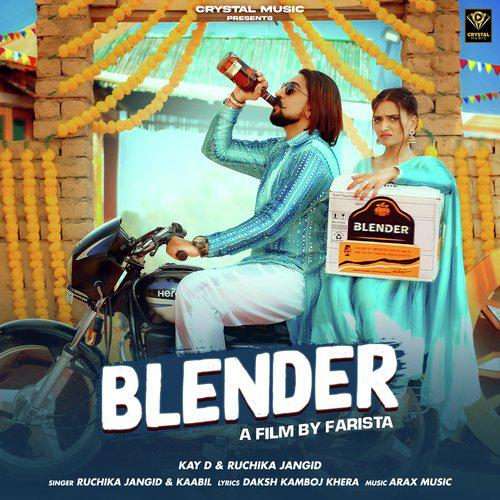 CRYSTAL MUSIC
PRESENTS
CRYSTAL
MUSIC
BLENDER
Hero
BLENDER
A FILM BY FARISTA
KAY D & RUCHIKA JANGID
SINGER RUCHIKA JANGID & KAABIL LYRICS DAKSH KAMBOJ KHERA MUSIC ARAX MUSIC